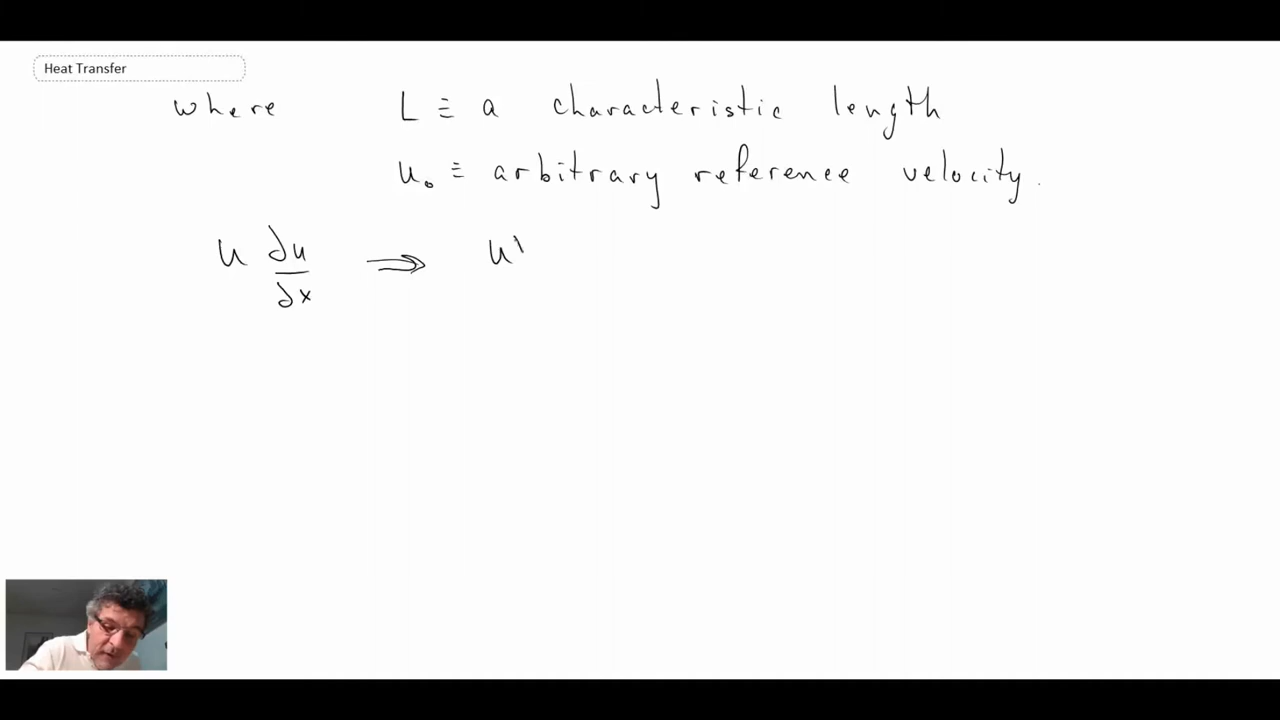 Heat Transfer
where L ≡ a characteristic length
u₀ ≡ arbitrary reference velocity.
u ∂u/∂x ⇒ u